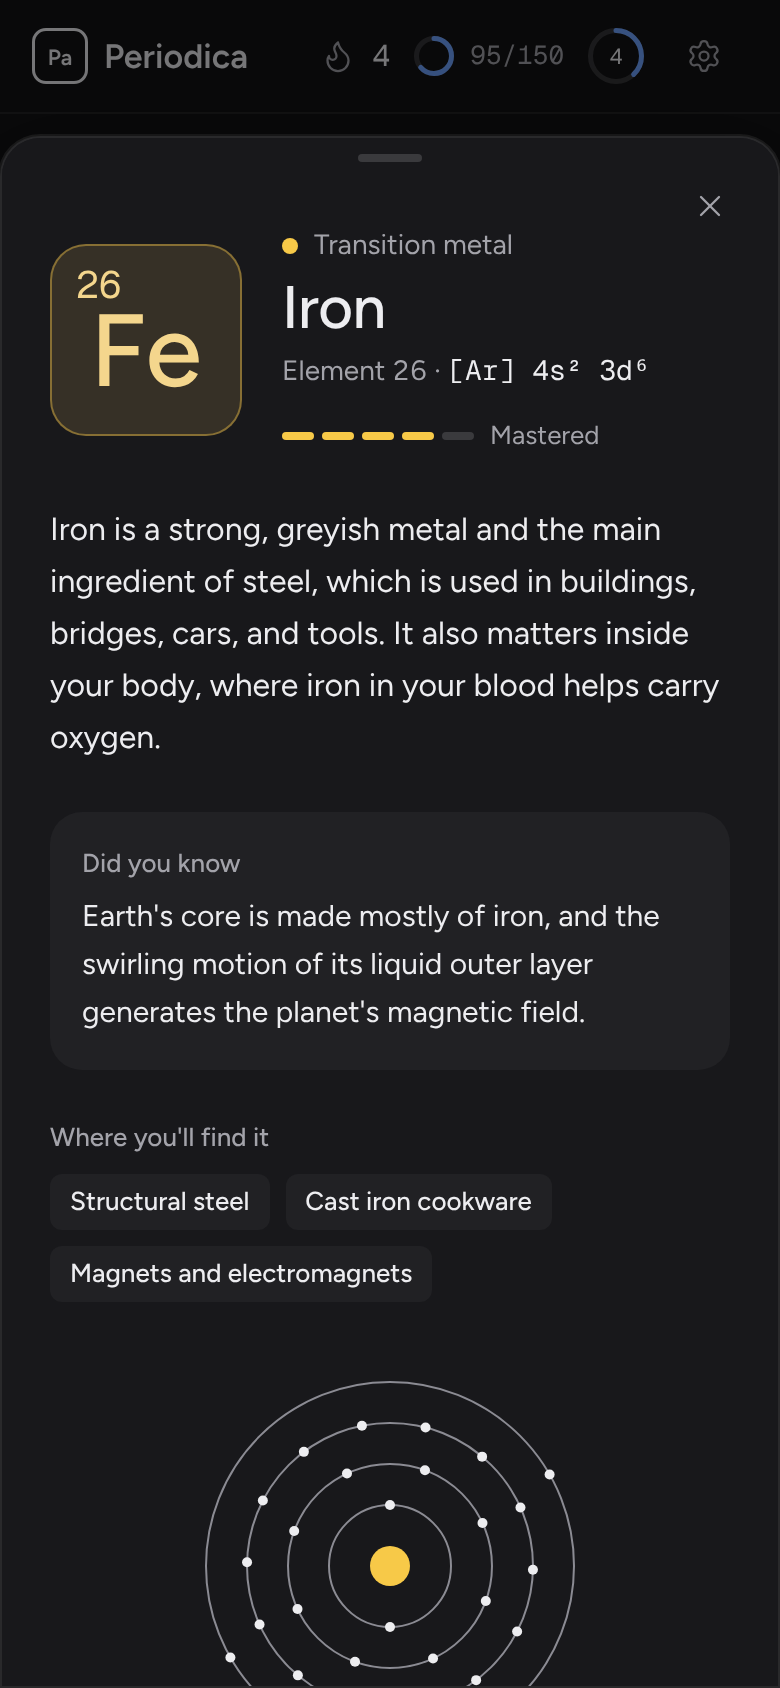 Pa Periodica 4 95/150 4
Transition metal
26
Fe
Iron
Element 26 · [Ar] 4s² 3d⁶
Mastered
Iron is a strong, greyish metal and the main
ingredient of steel, which is used in buildings,
bridges, cars, and tools. It also matters inside
your body, where iron in your blood helps carry
oxygen.
Did you know
Earth's core is made mostly of iron, and the
swirling motion of its liquid outer layer
generates the planet's magnetic field.
Where you'll find it
Structural steel
Cast iron cookware
Magnets and electromagnets